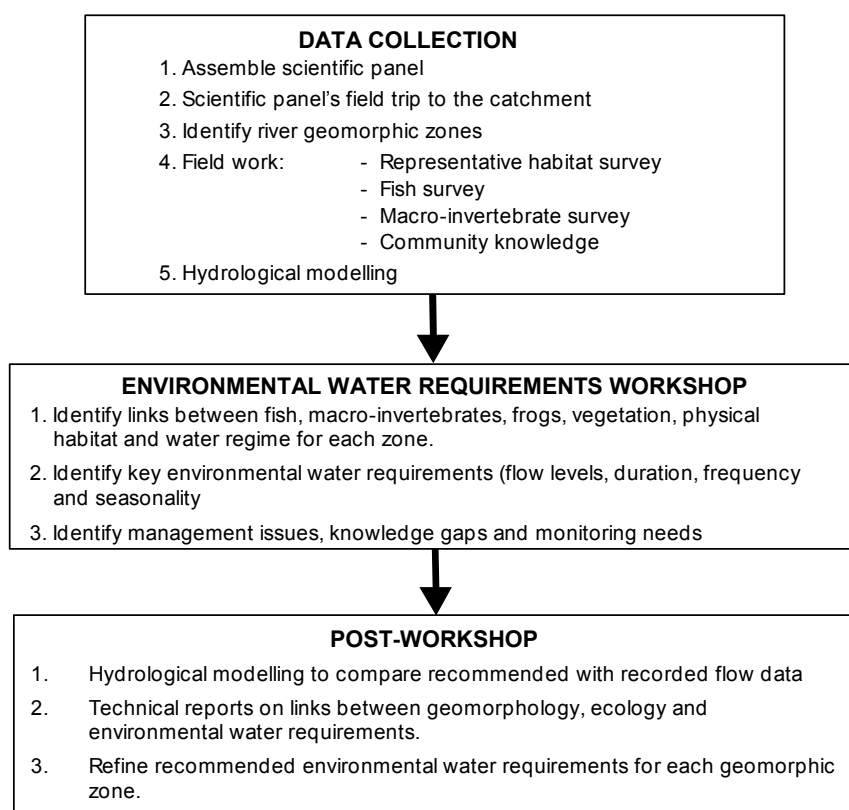 DATA COLLECTION
1. Assemble scientific panel
2. Scientific panel's field trip to the catchment
3. Identify river geomorphic zones
4. Field work: - Representative habitat survey
- Fish survey
- Macro-invertebrate survey
- Community knowledge
5. Hydrological modelling
ENVIRONMENTAL WATER REQUIREMENTS WORKSHOP
1. Identify links between fish, macro-invertebrates, frogs, vegetation, physical
habitat and water regime for each zone.
2. Identify key environmental water requirements (flow levels, duration, frequency
and seasonality
3. Identify management issues, knowledge gaps and monitoring needs
POST-WORKSHOP
1. Hydrological modelling to compare recommended with recorded flow data
2. Technical reports on links between geomorphology, ecology and
environmental water requirements.
3. Refine recommended environmental water requirements for each geomorphic
zone.